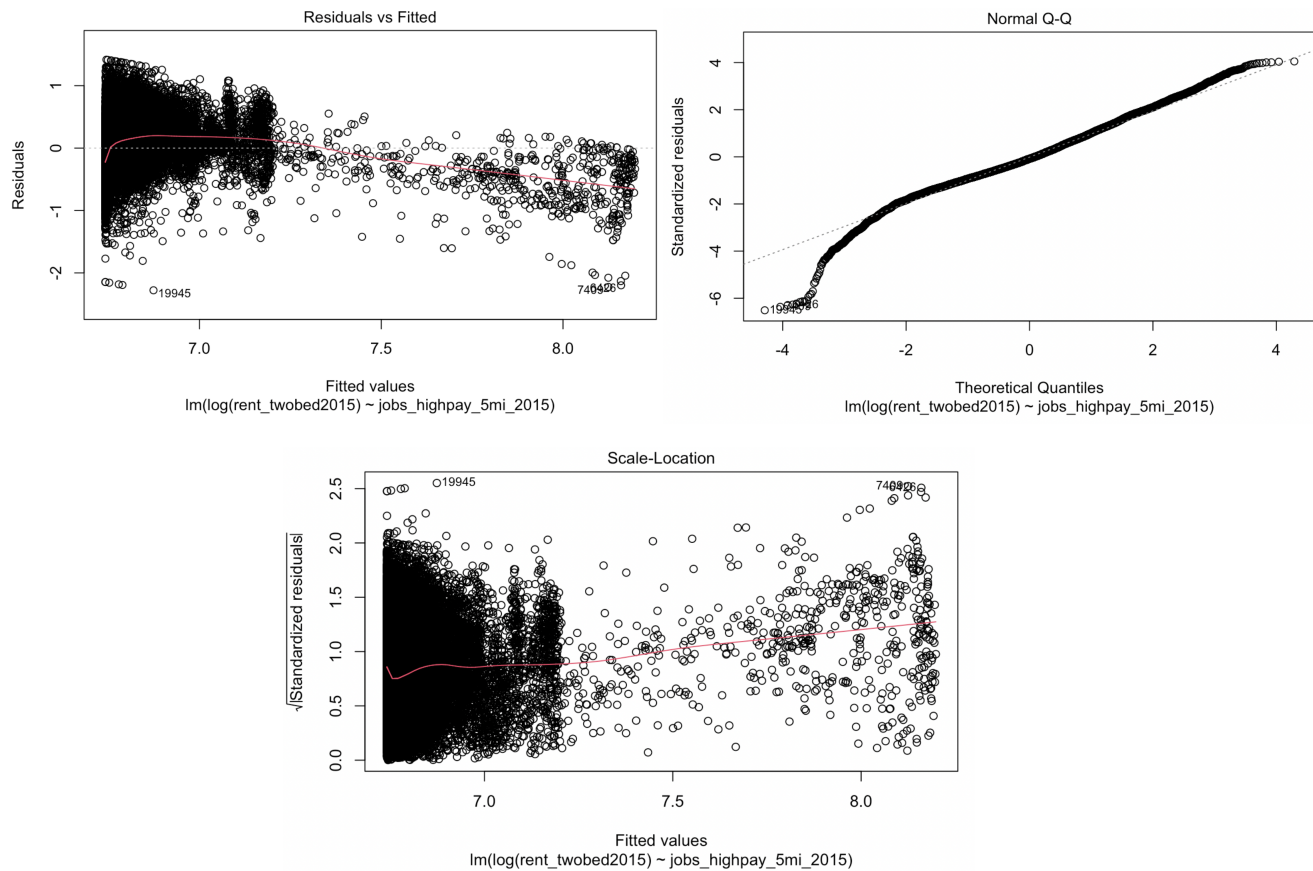 Residuals vs Fitted
Residuals
1
0
-1
-2
19945
6426
7.0 7.5 8.0
Fitted values
lm(log(rent_twobed2015) ~ jobs_highpay_5mi_2015)
Normal Q-Q
Standardized residuals
4
2
0
-2
-4
-6
19945
-4 -2 0 2 4
Theoretical Quantiles
lm(log(rent_twobed2015) ~ jobs_highpay_5mi_2015)
Scale-Location
√|Standardized residuals|
2.5
2.0
1.5
1.0
0.5
0.0
19945
6426
7.0 7.5 8.0
Fitted values
lm(log(rent_twobed2015) ~ jobs_highpay_5mi_2015)